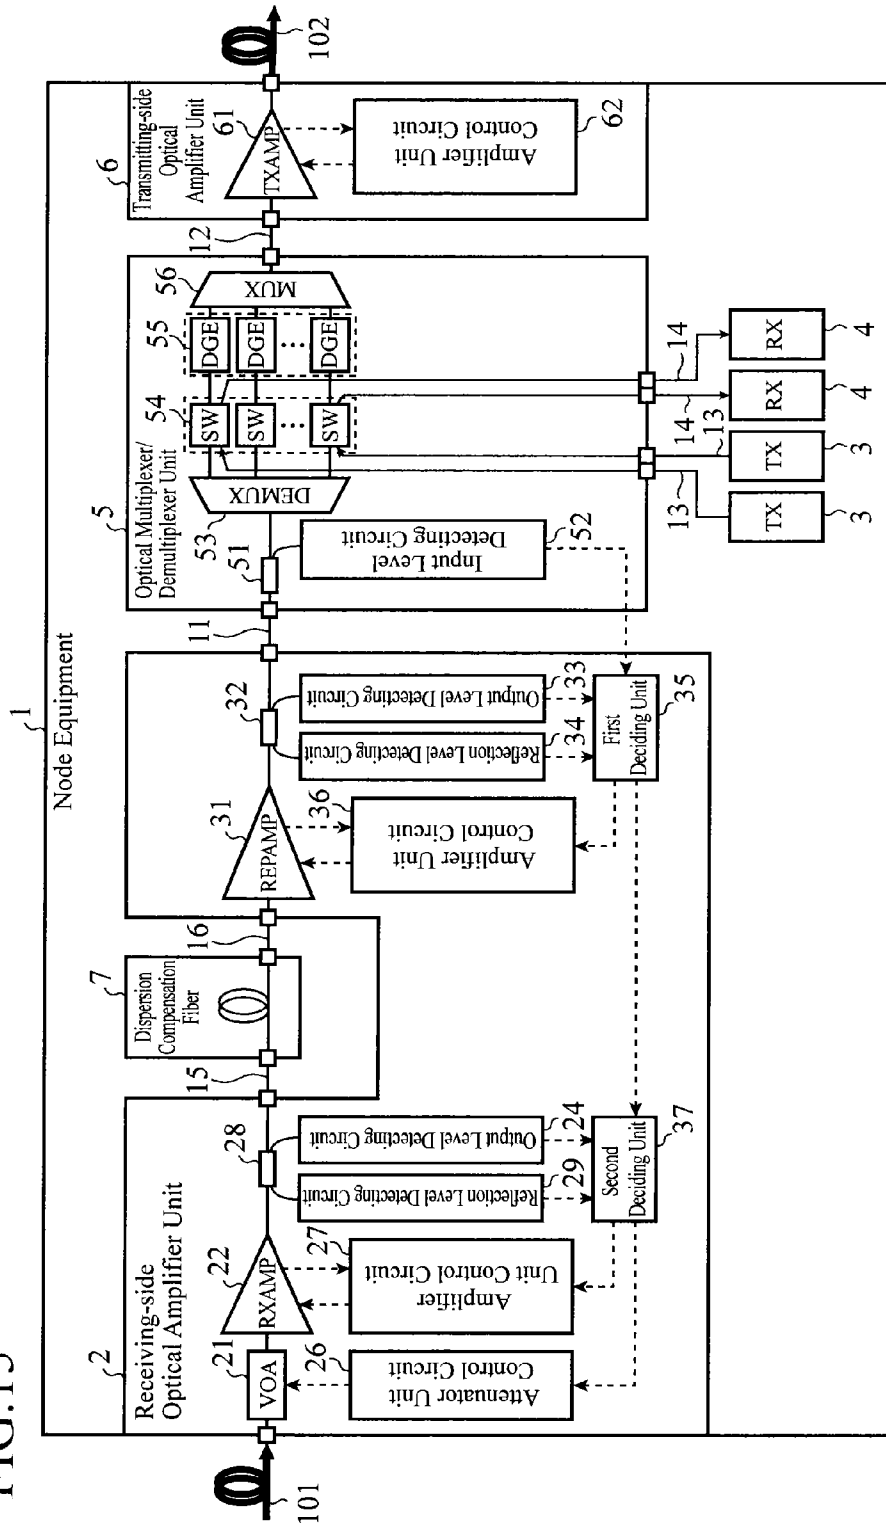 FIG.15
1
Node Equipment
2
Receiving-side
Optical Amplifier Unit
101
21
VOA
26
Attenuator Unit
Control Circuit
22
RXAMP
27
Amplifier
Unit Control Circuit
28
29
Reflection Level Detecting Circuit
24
Output Level Detecting Circuit
Second
Deciding Unit
37
15
7
Dispersion
Compensation
Fiber
16
31
REPAMP
36
Amplifier Unit
Control Circuit
32
34
Reflection Level Detecting Circuit
33
Output Level Detecting Circuit
First
Deciding Unit
35
11
5
Optical Multiplexer/
Demultiplexer Unit
51
52
Input Level
Detecting Circuit
53
DEMUX
54
SW
SW
SW
55
DGE
DGE
DGE
56
MUX
13
13
14
14
TX
3
TX
3
RX
4
RX
4
12
6
Transmitting-side
Optical
Amplifier Unit
61
TXAMP
62
Amplifier Unit
Control Circuit
102